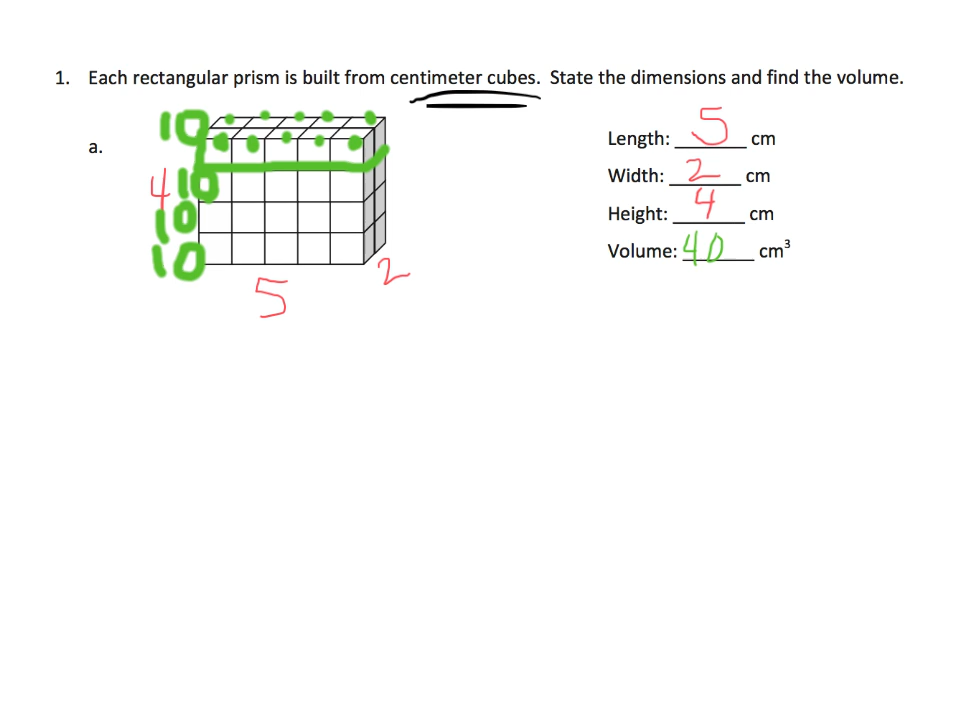 1. Each rectangular prism is built from centimeter cubes. State the dimensions and find the volume.
a.
10
4 10
10
10
5
2
Length: 5 cm
Width: 2 cm
Height: 4 cm
Volume: 40 cm³